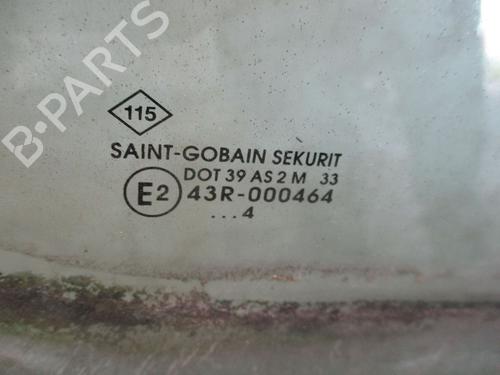 B-PARTS
115
SAINT-GOBAIN SEKURIT
DOT 39 AS 2 M 33
E2 43R-000464
...4